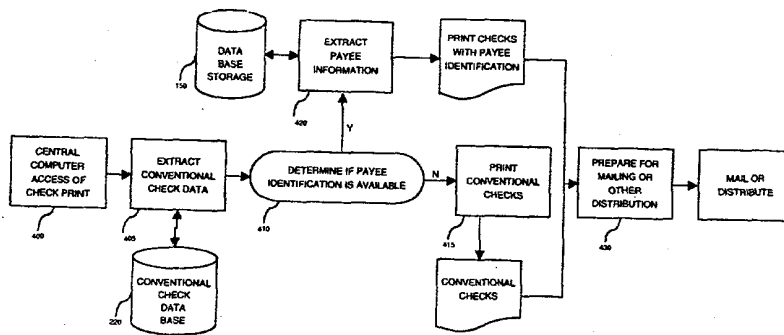 DATA
BASE
STORAGE
150
EXTRACT
PAYEE
INFORMATION
420
PRINT CHECKS
WITH PAYEE
IDENTIFICATION
Y
CENTRAL
COMPUTER
ACCESS OF
CHECK PRINT
400
EXTRACT
CONVENTIONAL
CHECK DATA
405
DETERMINE IF PAYEE
IDENTIFICATION IS AVAILABLE
410
N
PRINT
CONVENTIONAL
CHECKS
415
PREPARE FOR
MAILING OR
OTHER
DISTRIBUTION
430
MAIL OR
DISTRIBUTE
CONVENTIONAL
CHECK
DATA
BASE
220
CONVENTIONAL
CHECKS